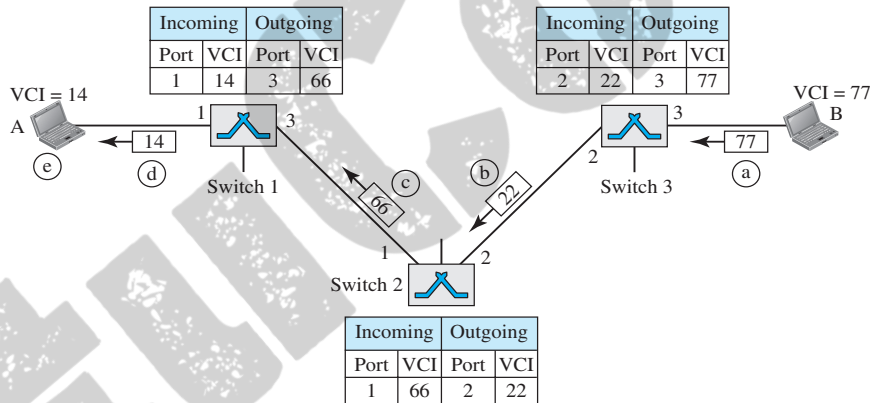 Incoming Outgoing
Port VCI Port VCI
1 14 3 66
Incoming Outgoing
Port VCI Port VCI
2 22 3 77
VCI = 14
A
1
3
14
e
d
Switch 1
VCI = 77
B
3
2
77
a
Switch 3
c
66
b
22
1
2
Switch 2
Incoming Outgoing
Port VCI Port VCI
1 66 2 22